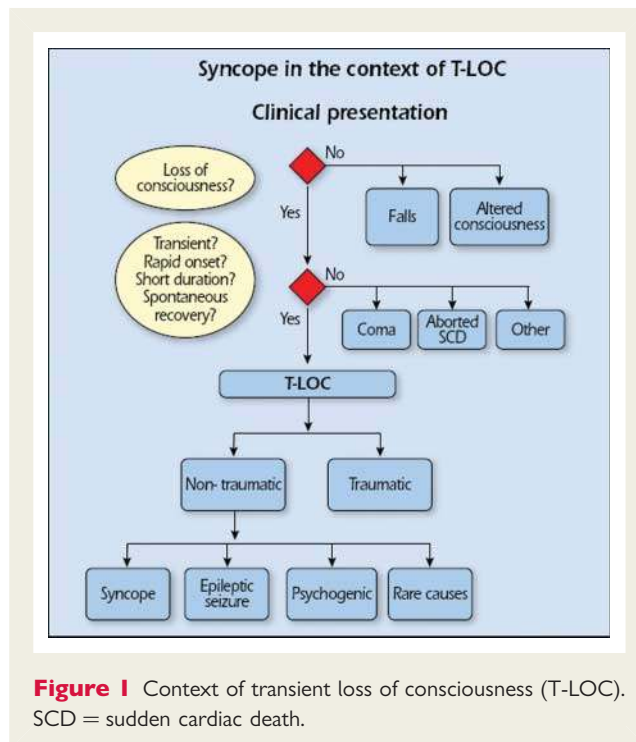 Syncope in the context of T-LOC
Clinical presentation
Loss of
consciousness?
No
Yes
Falls
Altered
consciousness
Transient?
Rapid onset?
Short duration?
Spontaneous
recovery?
No
Yes
Coma
Aborted
SCD
Other
T-LOC
Non- traumatic
Traumatic
Syncope
Epileptic
seizure
Psychogenic
Rare causes
Figure 1 Context of transient loss of consciousness (T-LOC).
SCD = sudden cardiac death.